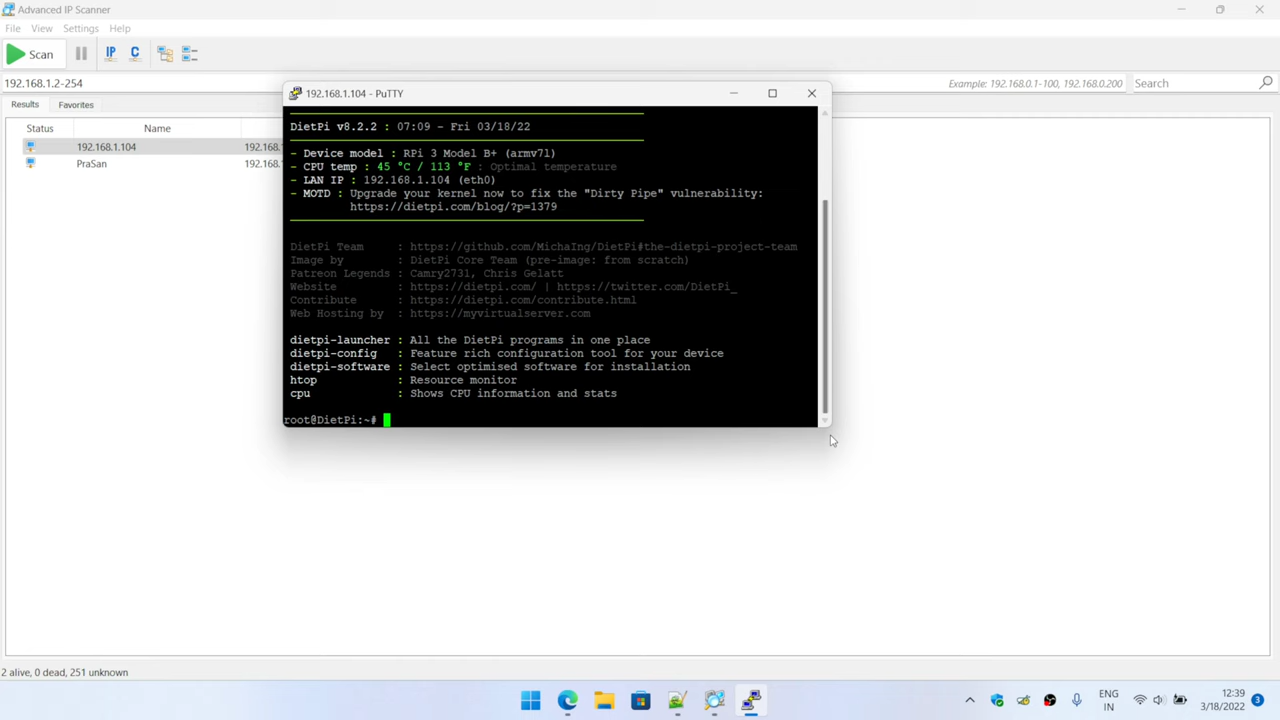 Advanced IP Scanner
File View Settings Help
Scan IP C
192.168.1.2-254
Example: 192.168.0.1-100, 192.168.0.200
Search
Results Favorites
Status Name
192.168.1.104 192.168.
PraSan 192.168.
192.168.1.104 - PuTTY
DietPi v8.2.2 : 07:09 - Fri 03/18/22
- Device model : RPi 3 Model B+ (armv7l)
- CPU temp : 45 °C / 113 °F : Optimal temperature
- LAN IP : 192.168.1.104 (eth0)
- MOTD : Upgrade your kernel now to fix the "Dirty Pipe" vulnerability:
https://dietpi.com/blog/?p=1379
DietPi Team : https://github.com/MichaIng/DietPi#the-dietpi-project-team
Image by : DietPi Core Team (pre-image: from scratch)
Patreon Legends : Camry2731, Chris Gelatt
Website : https://dietpi.com/ | https://twitter.com/DietPi_
Contribute : https://dietpi.com/contribute.html
Web Hosting by : https://myvirtualserver.com
dietpi-launcher : All the DietPi programs in one place
dietpi-config : Feature rich configuration tool for your device
dietpi-software : Select optimised software for installation
htop : Resource monitor
cpu : Shows CPU information and stats
root@DietPi:~#
2 alive, 0 dead, 251 unknown
ENG
IN
12:39
3/18/2022
3